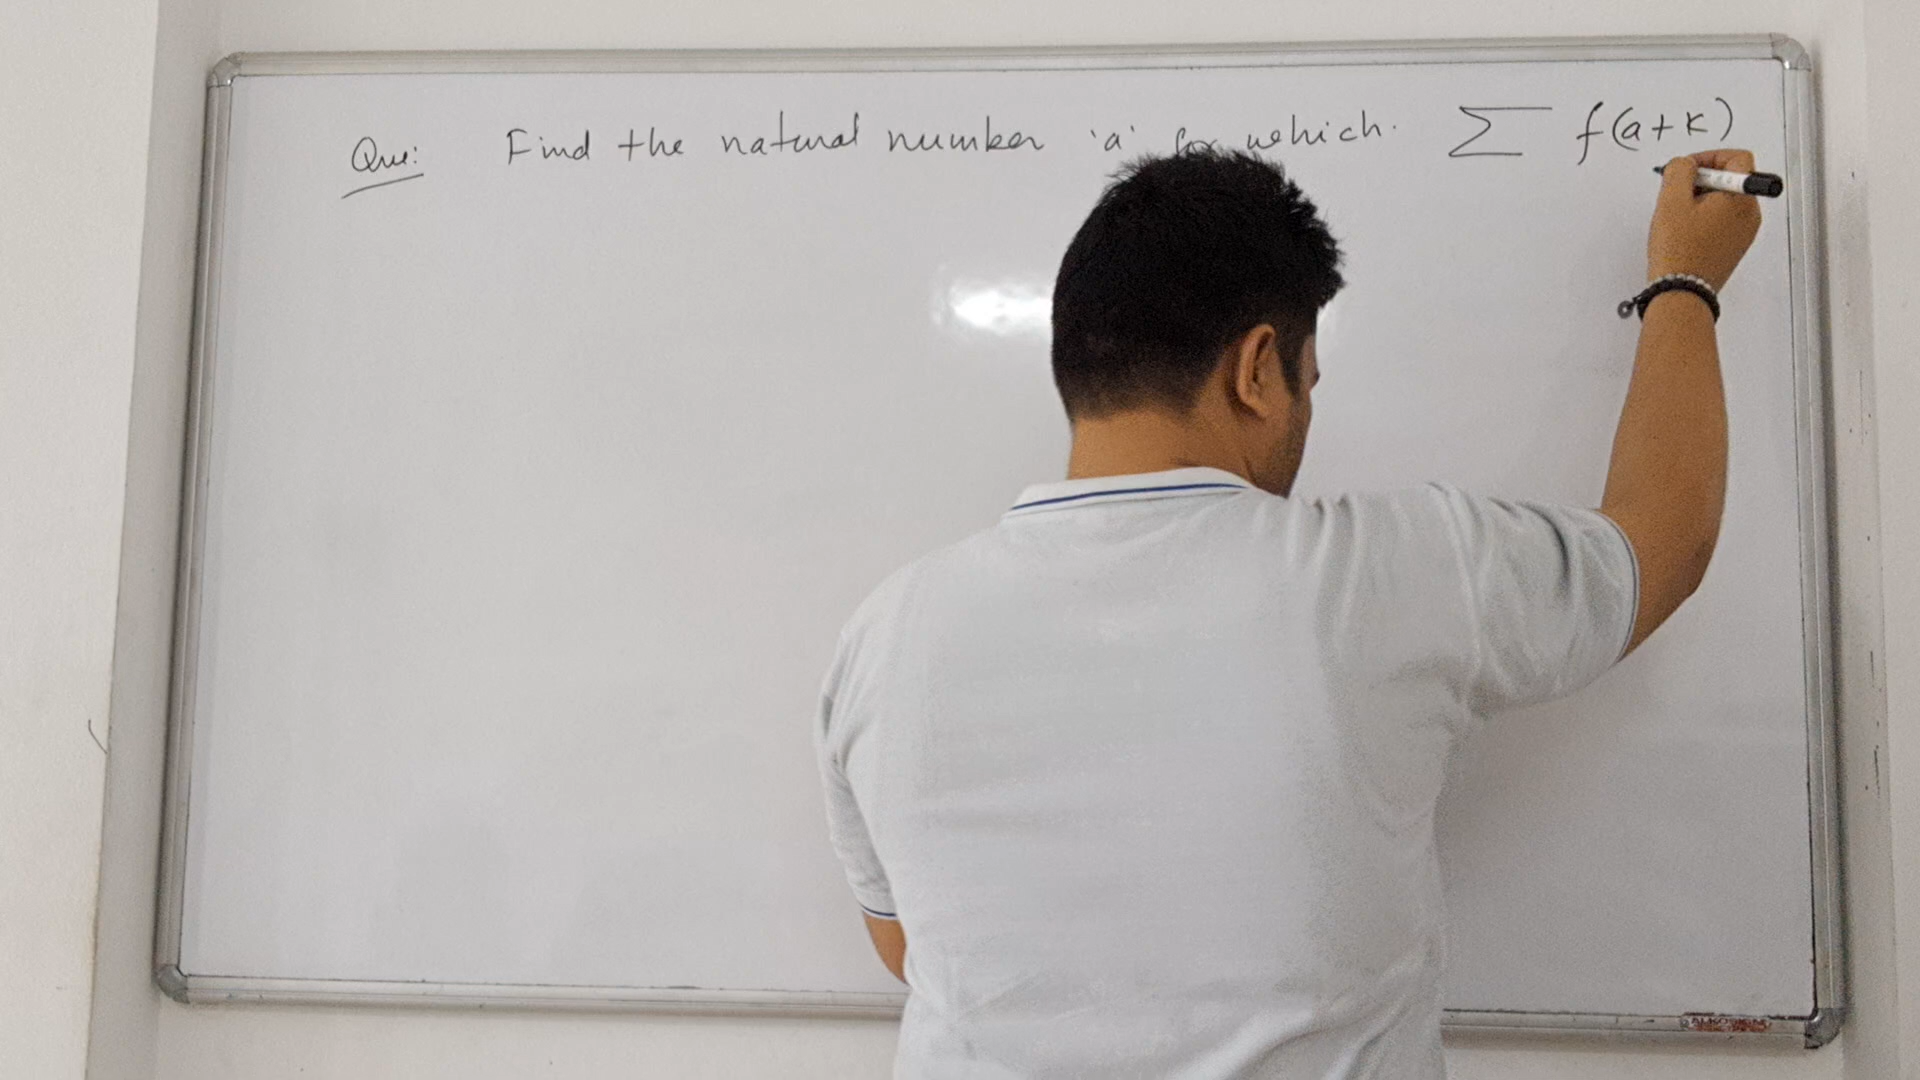 Que: Find the natural number 'a' for which. ∑ f(a+k)